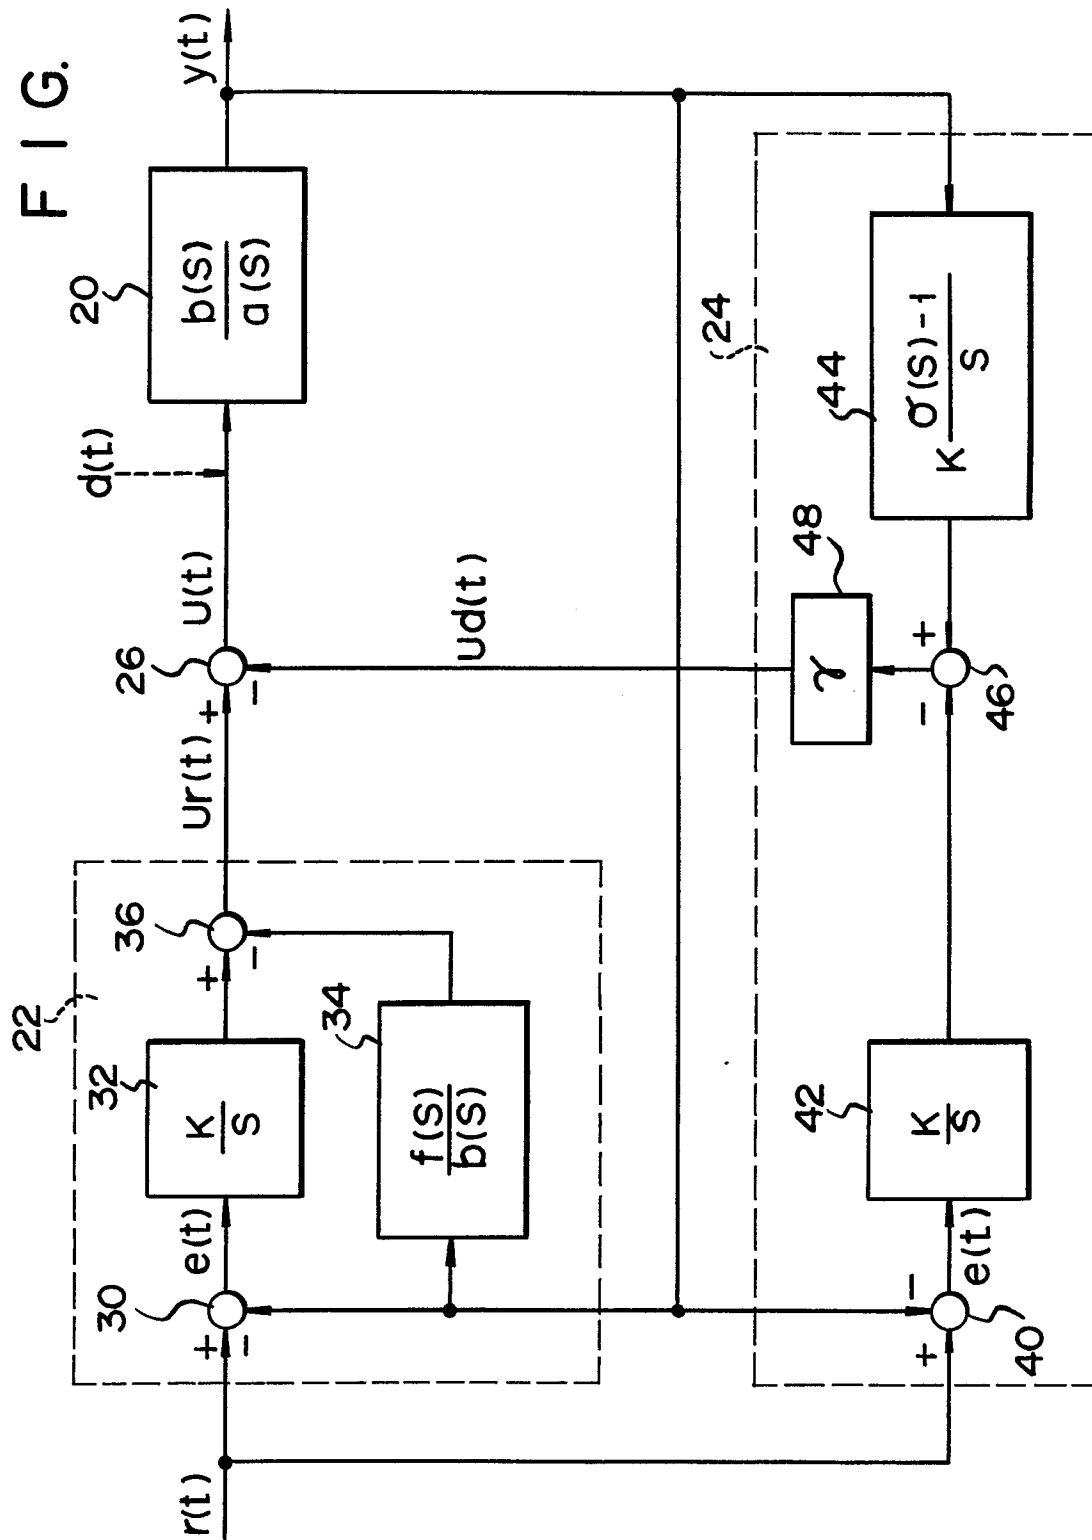 F I G.
r(t)
30
e(t)
32
K
S
34
f(S)
b(S)
22
36
Ur(t)
26
U(t)
d(t)
20
b(S)
a(S)
y(t)
Ud(t)
40
e(t)
42
K
S
46
48
γ
44
K
σ(S)-1
S
24
+
-
+
-
+
-
+
-
-
+